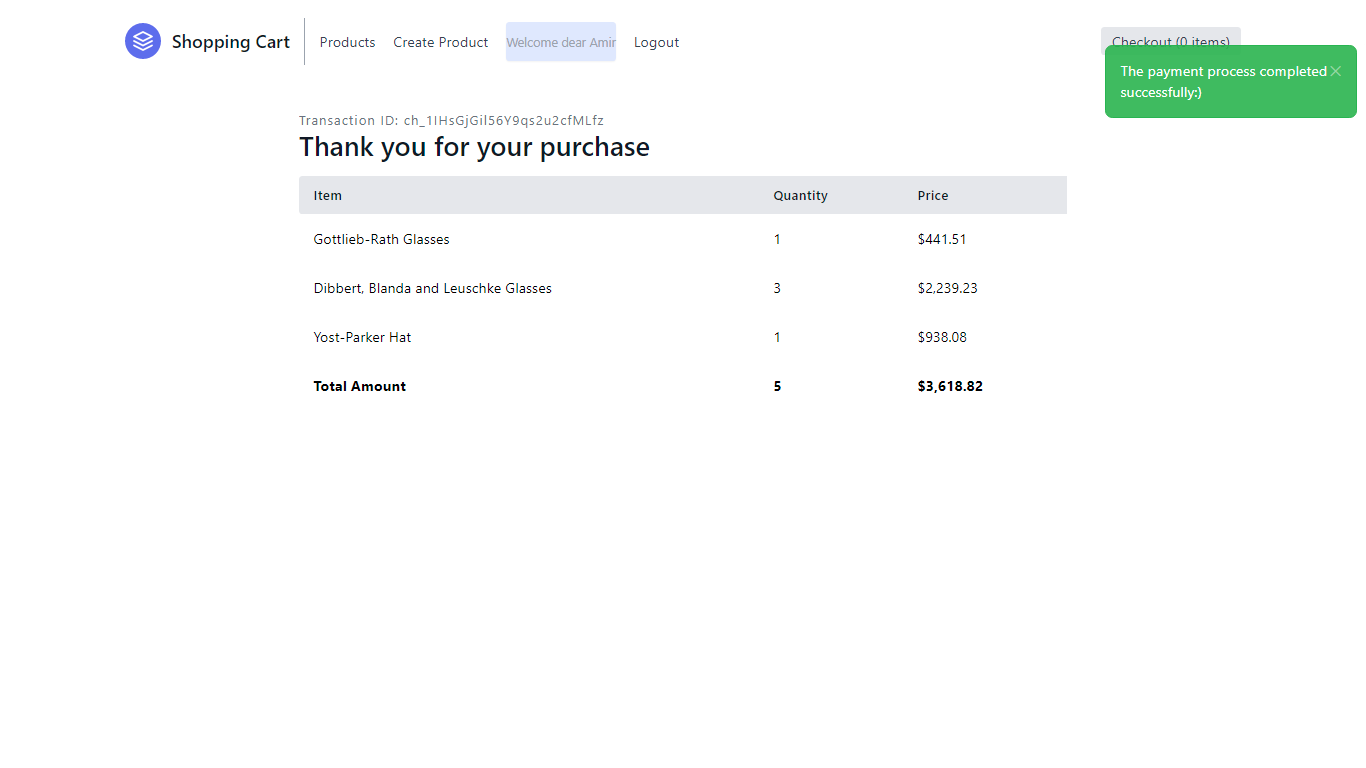 Shopping Cart Products Create Product Welcome dear Amir Logout Checkout (0 items)
The payment process completed
successfully:)
Transaction ID: ch_1IHsGjGil56Y9qs2u2cfMLfz
Thank you for your purchase
Item Quantity Price
Gottlieb-Rath Glasses 1 $441.51
Dibbert, Blanda and Leuschke Glasses 3 $2,239.23
Yost-Parker Hat 1 $938.08
Total Amount 5 $3,618.82